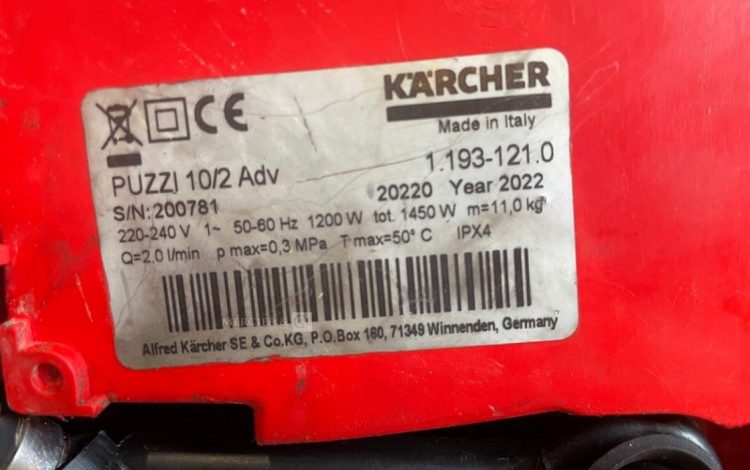 CE
KÄRCHER
Made in Italy
PUZZI 10/2 Adv
1.193-121.0
S/N:200781
20220 Year 2022
220-240 V 1~ 50-60 Hz 1200 W tot. 1450 W m=11,0 kg
Q=2,0 l/min p max=0,3 MPa T max=50° C IPX4
Alfred Kärcher SE & Co.KG, P.O.Box 160, 71349 Winnenden, Germany